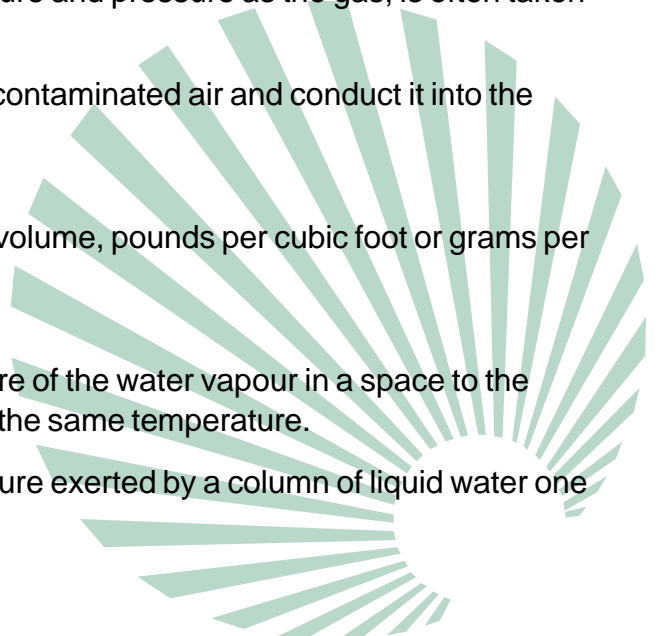 ure and pressure as the gas, is often taken
contaminated air and conduct it into the
volume, pounds per cubic foot or grams per
re of the water vapour in a space to the
the same temperature.
ure exerted by a column of liquid water one